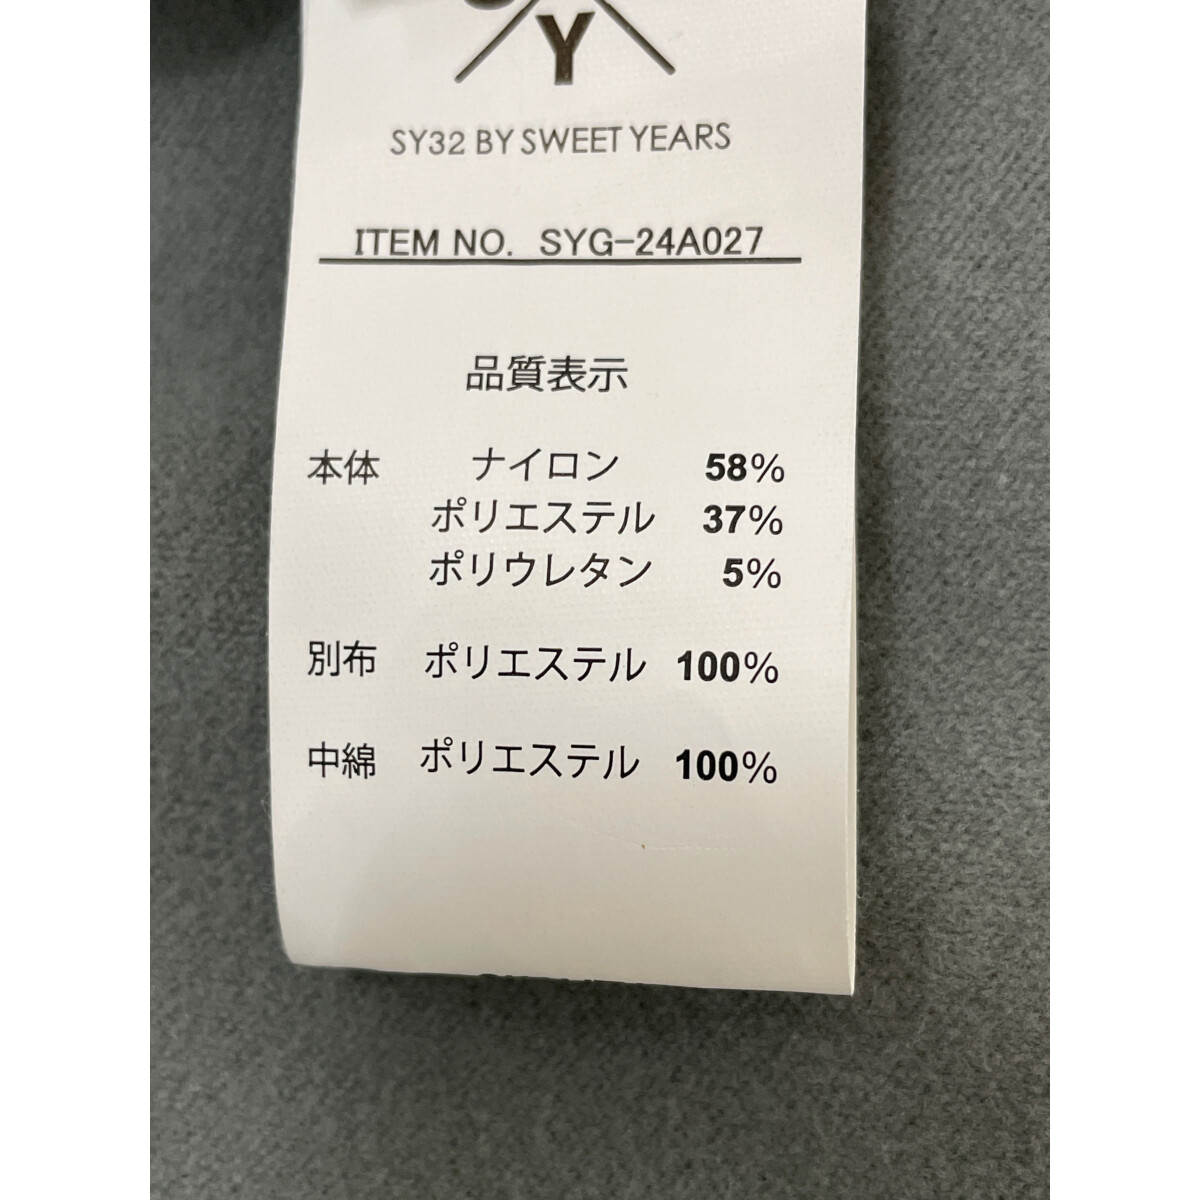 Y
SY32 BY SWEET YEARS
ITEM NO. SYG-24A027
品質表示
本体 ナイロン 58%
ポリエステル 37%
ポリウレタン 5%
別布 ポリエステル 100%
中綿 ポリエステル 100%